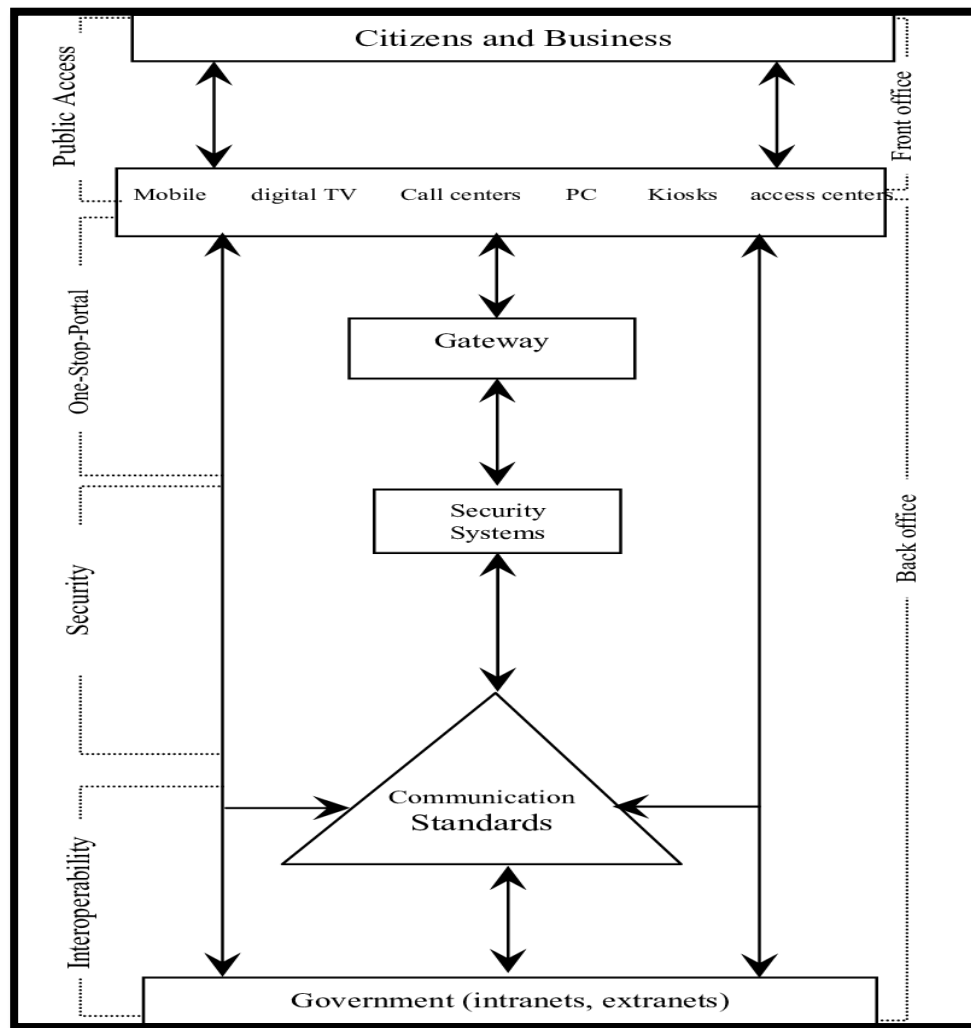 Citizens and Business
Public Access
Front office
Mobile digital TV Call centers PC Kiosks access centers
One-Stop-Portal
Gateway
Security
Systems
Security
Back office
Communication
Standards
Interoperability
Government (intranets, extranets)